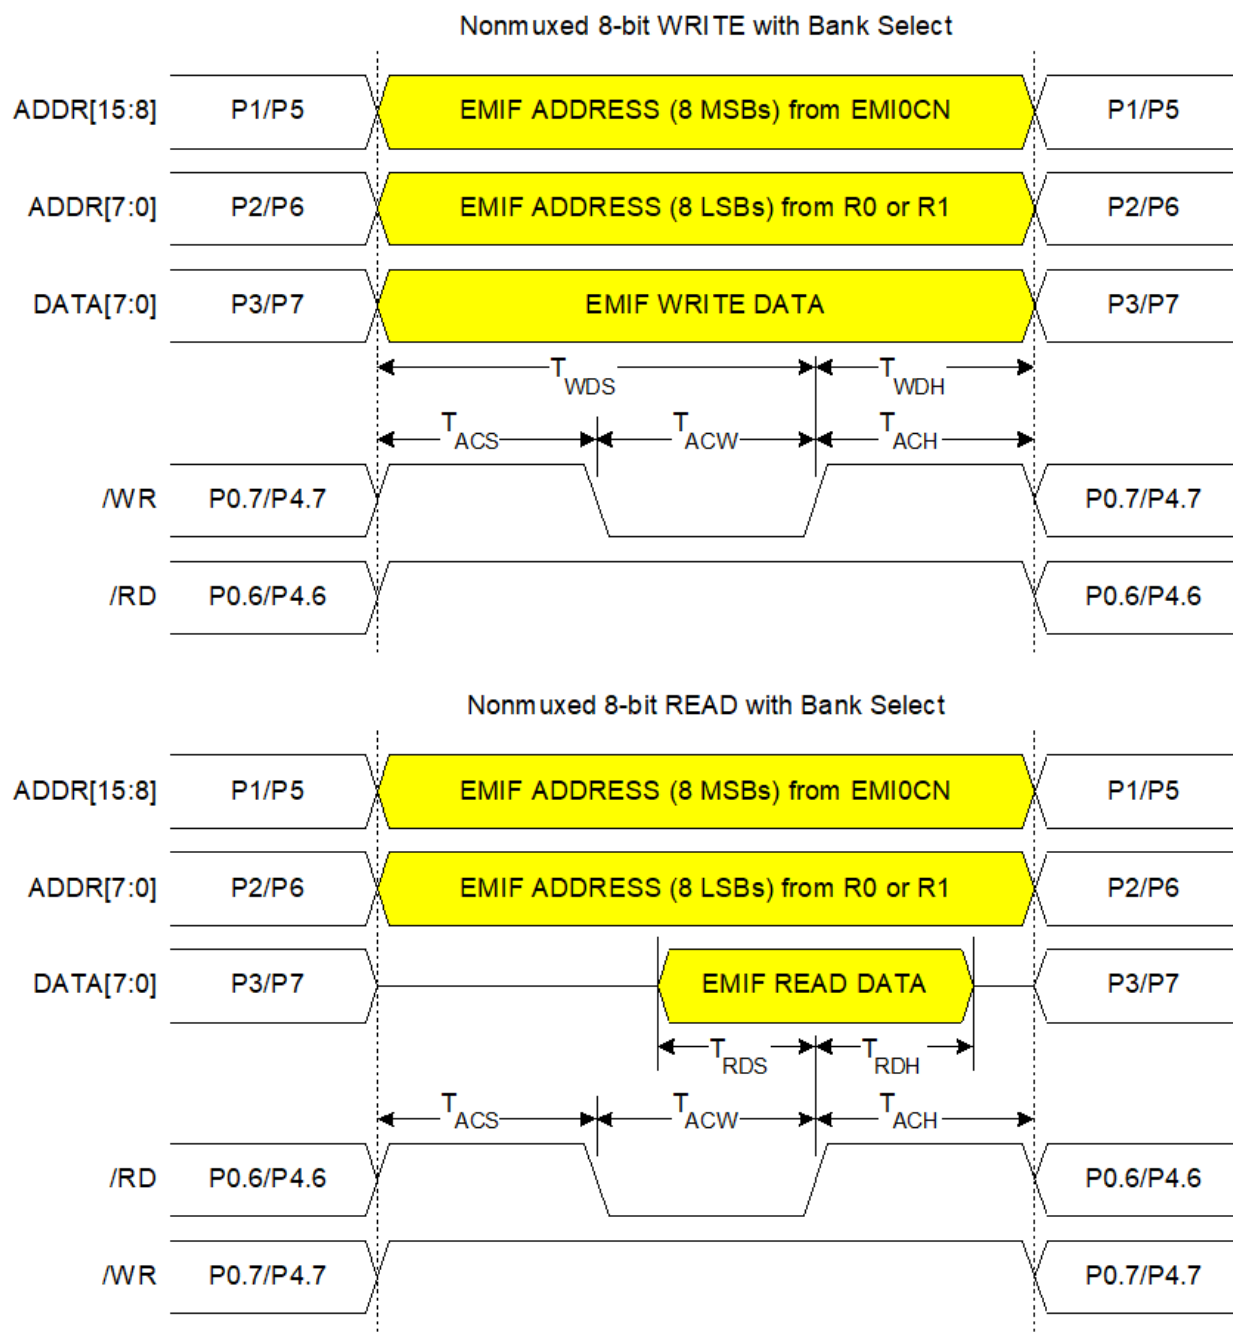 Nonmuxed 8-bit WRITE with Bank Select
ADDR[15:8] P1/P5 EMIF ADDRESS (8 MSBs) from EMI0CN P1/P5
ADDR[7:0] P2/P6 EMIF ADDRESS (8 LSBs) from R0 or R1 P2/P6
DATA[7:0] P3/P7 EMIF WRITE DATA P3/P7
TWDS TWDH
TACS TACW TACH
/WR P0.7/P4.7 P0.7/P4.7
/RD P0.6/P4.6 P0.6/P4.6
Nonmuxed 8-bit READ with Bank Select
ADDR[15:8] P1/P5 EMIF ADDRESS (8 MSBs) from EMI0CN P1/P5
ADDR[7:0] P2/P6 EMIF ADDRESS (8 LSBs) from R0 or R1 P2/P6
DATA[7:0] P3/P7 EMIF READ DATA P3/P7
TRDS TRDH
TACS TACW TACH
/RD P0.6/P4.6 P0.6/P4.6
/WR P0.7/P4.7 P0.7/P4.7